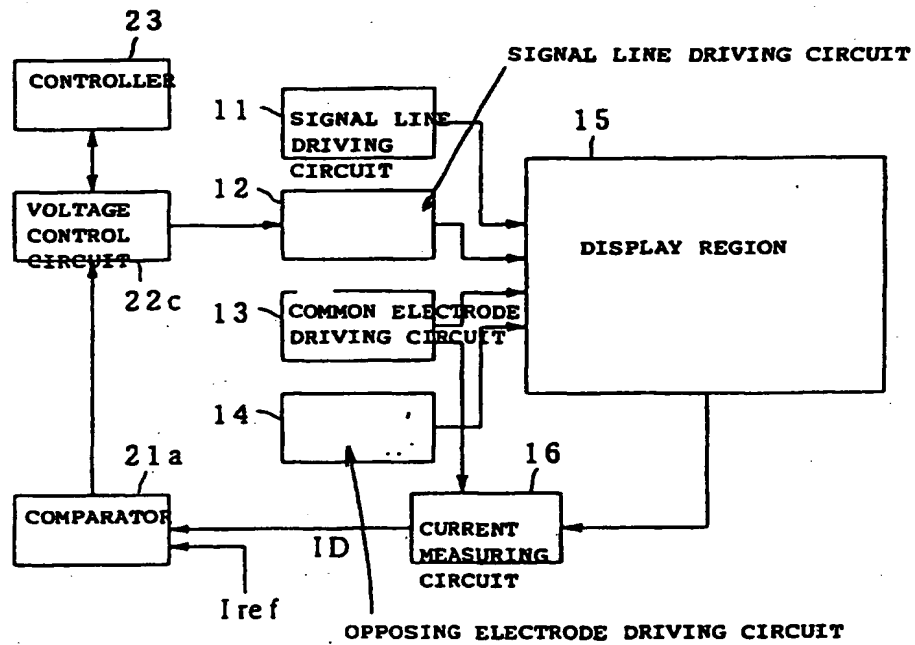 23
CONTROLLER
SIGNAL LINE DRIVING CIRCUIT
11
SIGNAL LINE
DRIVING
CIRCUIT
15
12
VOLTAGE
CONTROL
CIRCUIT
DISPLAY REGION
22c
13
COMMON ELECTRODE
DRIVING CIRCUIT
14
21a
16
COMPARATOR
CURRENT
MEASURING
CIRCUIT
ID
Iref
OPPOSING ELECTRODE DRIVING CIRCUIT